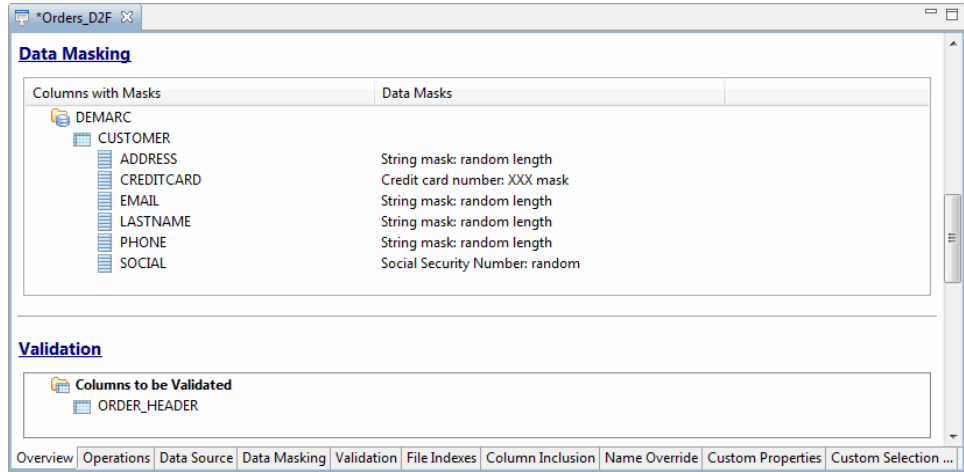 *Orders_D2F
Data Masking
Columns with Masks Data Masks
DEMARC
CUSTOMER
ADDRESS String mask: random length
CREDITCARD Credit card number: XXX mask
EMAIL String mask: random length
LASTNAME String mask: random length
PHONE String mask: random length
SOCIAL Social Security Number: random
Validation
Columns to be Validated
ORDER_HEADER
Overview Operations Data Source Data Masking Validation File Indexes Column Inclusion Name Override Custom Properties Custom Selection ...